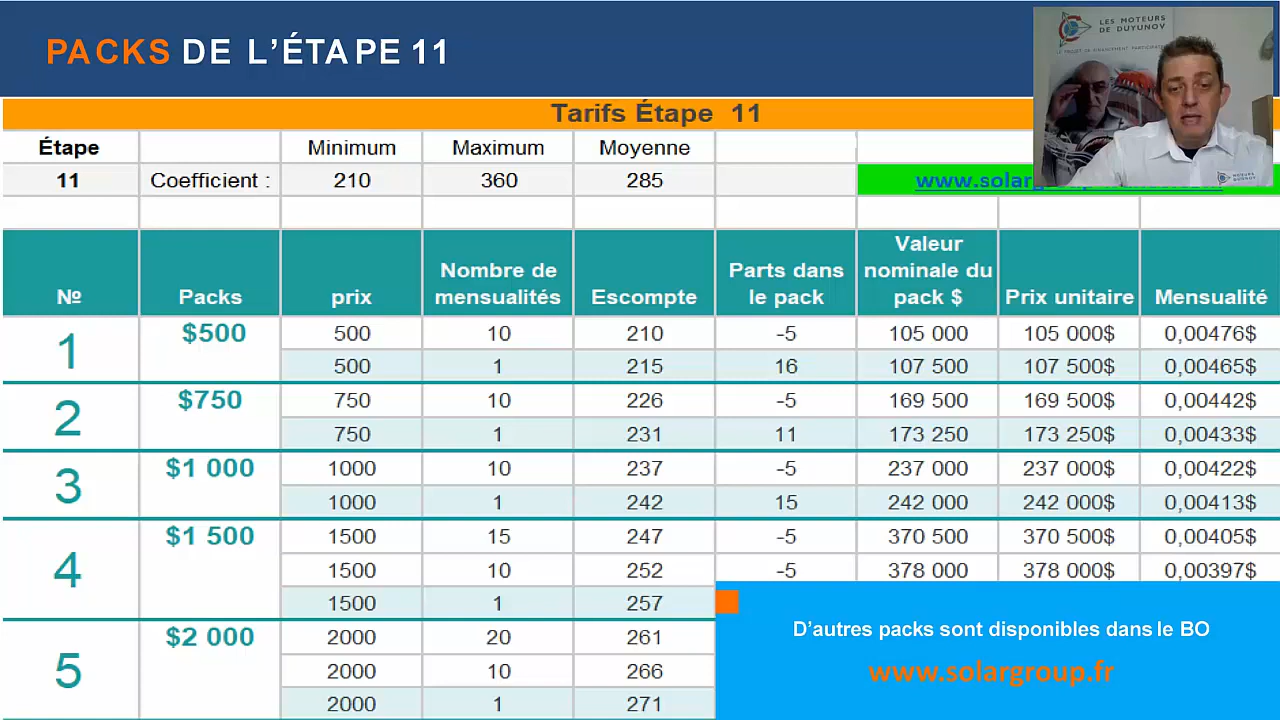 PACKS DE L’ÉTAPE 11
LES MOTEURS
DE DUYUNOV
Tarifs Étape 11
Étape Minimum Maximum Moyenne
11 Coefficient : 210 360 285
www.solar
№ Packs prix Nombre de mensualités Escompte Parts dans le pack Valeur nominale du pack $ Prix unitaire Mensualité
1 $500 500 10 210 -5 105 000 105 000$ 0,00476$
500 1 215 16 107 500 107 500$ 0,00465$
2 $750 750 10 226 -5 169 500 169 500$ 0,00442$
750 1 231 11 173 250 173 250$ 0,00433$
3 $1 000 1000 10 237 -5 237 000 237 000$ 0,00422$
1000 1 242 15 242 000 242 000$ 0,00413$
4 $1 500 1500 15 247 -5 370 500 370 500$ 0,00405$
1500 10 252 -5 378 000 378 000$ 0,00397$
1500 1 257
5 $2 000 2000 20 261
2000 10 266
2000 1 271
D’autres packs sont disponibles dans le BO
www.solargroup.fr